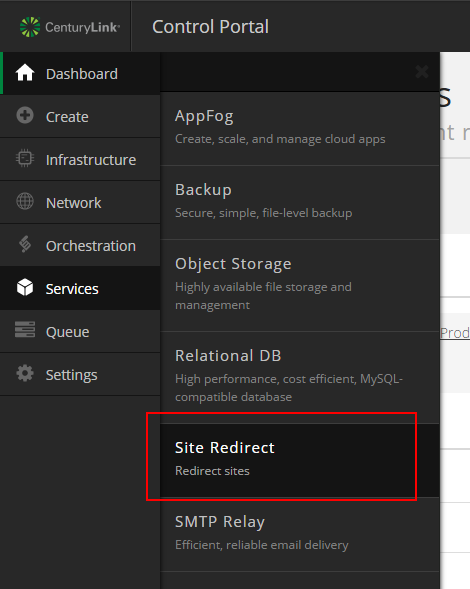 CenturyLink® Control Portal
Dashboard
Create
Infrastructure
Network
Orchestration
Services
Queue
Settings
AppFog
Create, scale, and manage cloud apps
Backup
Secure, simple, file-level backup
Object Storage
Highly available file storage and
management
Relational DB
High performance, cost efficient, MySQL-
compatible database
Site Redirect
Redirect sites
SMTP Relay
Efficient, reliable email delivery
s
nt r
Prod